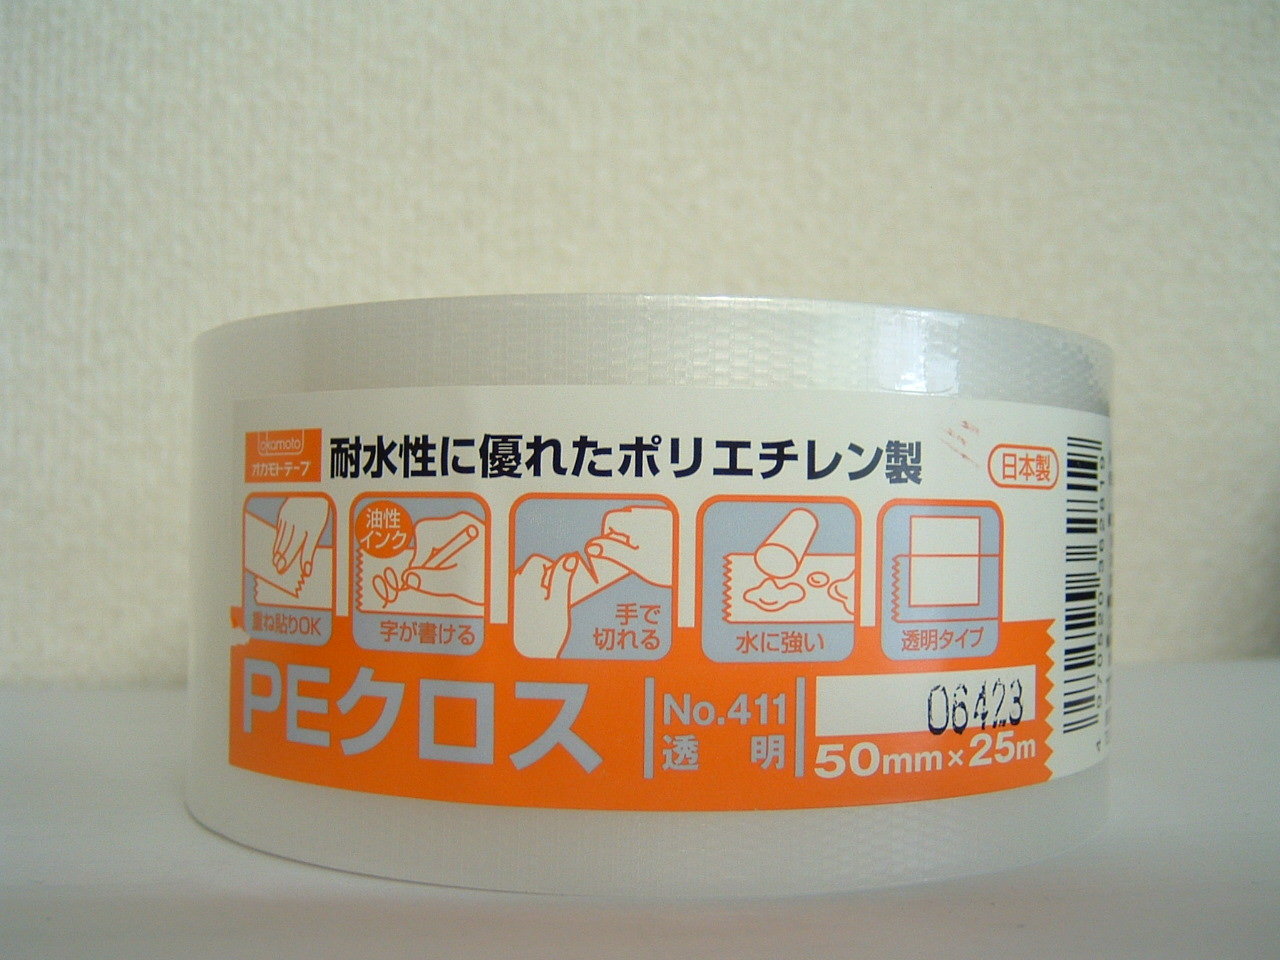 okamoto
オカモトテープ
耐水性に優れたポリエチレン製
日本製
重ね貼りOK
油性
インク
字が書ける
手で
切れる
水に強い
透明タイプ
PEクロス
No.411
透 明
06423
50mm×25m